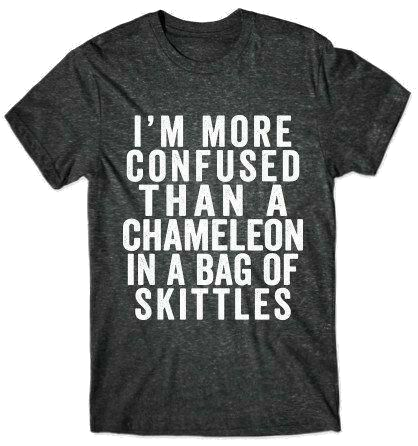 I'M MORE
CONFUSED
THAN A
CHAMELEON
IN A BAG OF
SKITTLES